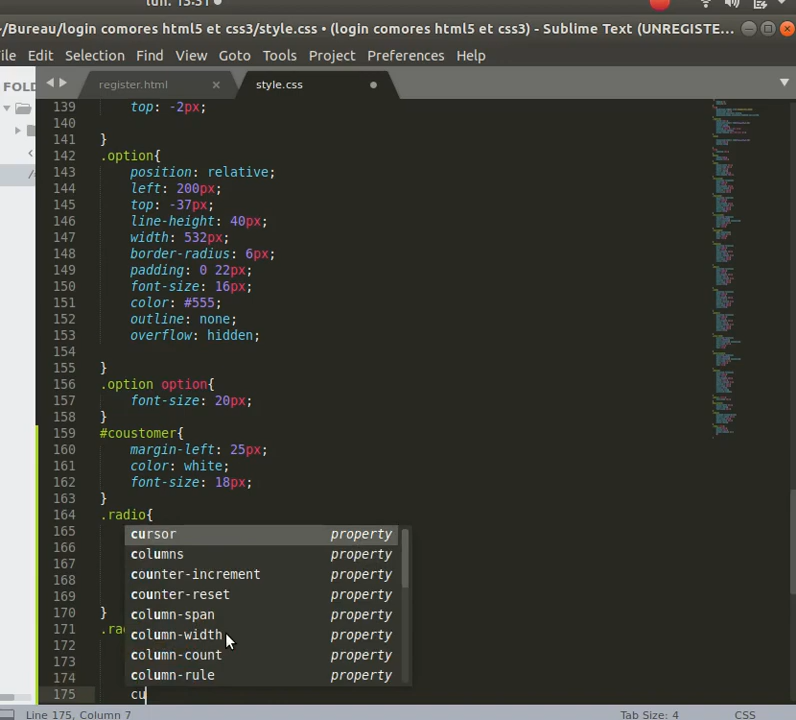 lun. 13:31
~/Bureau/login comores html5 et css3/style.css • (login comores html5 et css3) - Sublime Text (UNREGISTE...
ile Edit Selection Find View Goto Tools Project Preferences Help
FOLD
register.html × style.css
139 top: -2px;
140
141 }
142 .option{
143 position: relative;
144 left: 200px;
145 top: -37px;
146 line-height: 40px;
147 width: 532px;
148 border-radius: 6px;
149 padding: 0 22px;
150 font-size: 16px;
151 color: #555;
152 outline: none;
153 overflow: hidden;
154
155 }
156 .option option{
157 font-size: 20px;
158 }
159 #coustomer{
160 margin-left: 25px;
161 color: white;
162 font-size: 18px;
163 }
164 .radio{
165 cursor property
166 columns property
167 counter-increment property
168 counter-reset property
169
170 } column-span property
171 .rad column-width property
172 column-count property
173 column-rule property
174
175 cu
Line 175, Column 7 Tab Size: 4 CSS